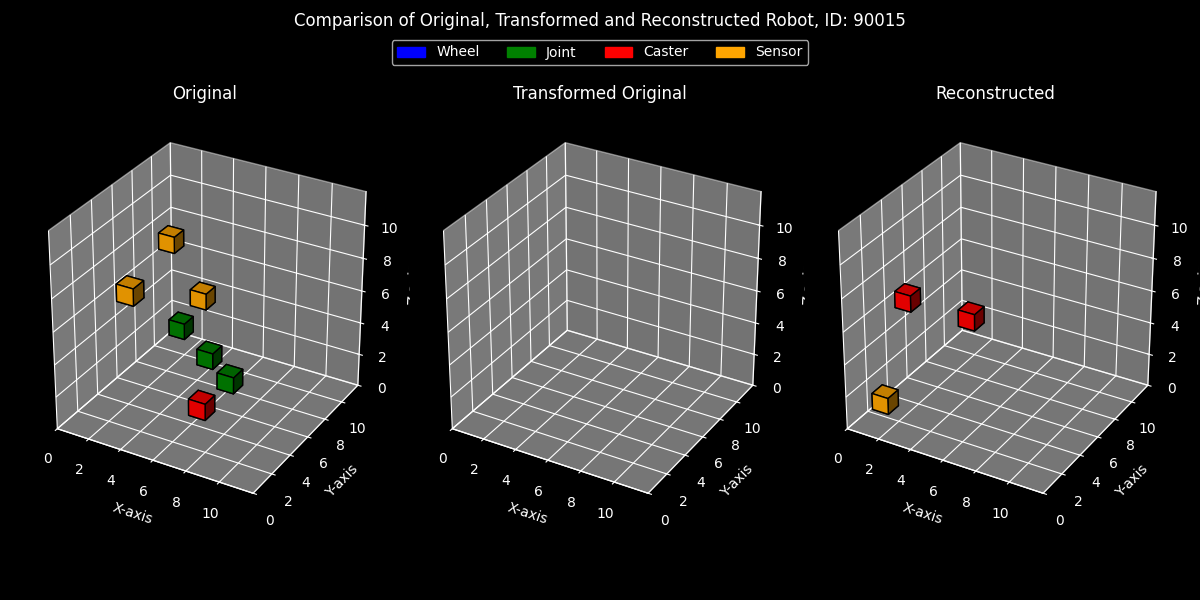 Comparison of Original, Transformed and Reconstructed Robot, ID: 90015
Wheel Joint Caster Sensor
Original
0 2 4 6 8 10
X-axis
0 2 4 6 8 10
Y-axis
0 2 4 6 8 10
Transformed Original
0 2 4 6 8 10
X-axis
0 2 4 6 8 10
Y-axis
0 2 4 6 8 10
Reconstructed
0 2 4 6 8 10
X-axis
0 2 4 6 8 10
Y-axis
0 2 4 6 8 10